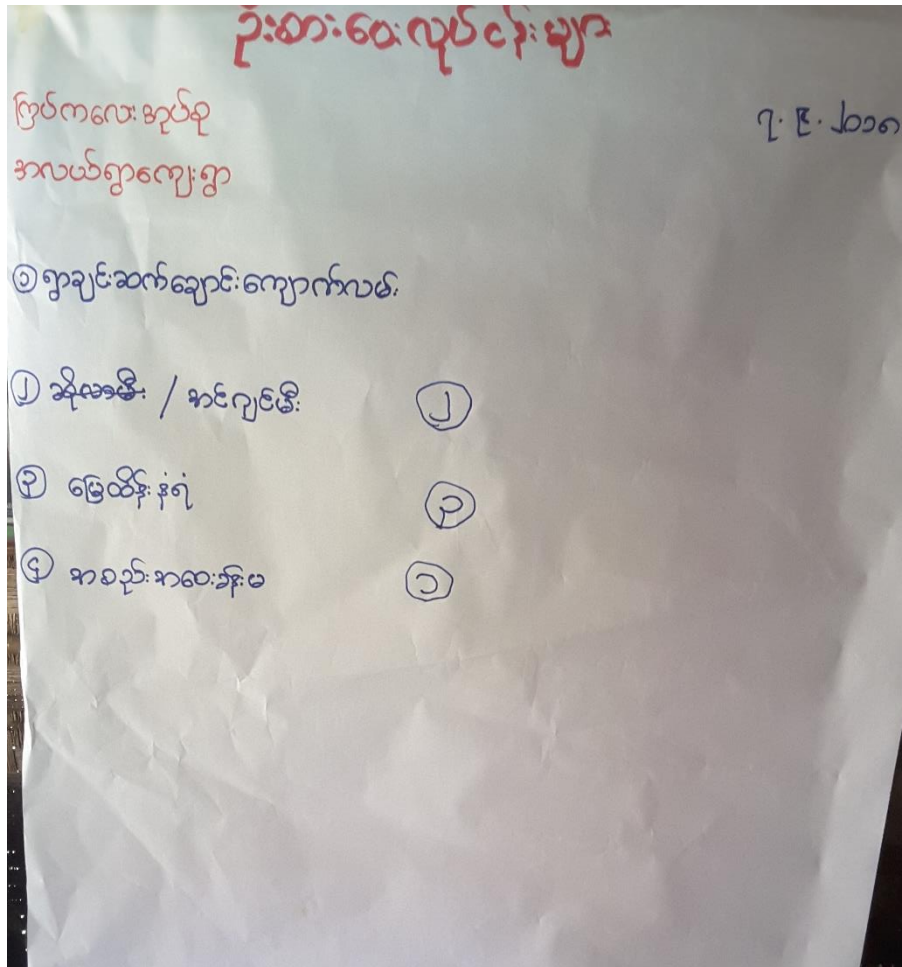 ဦးစားပေးလုပ်ငန်းများ
ကြပ်ကလေးအုပ်စု ၇.၉.၂၀၁၈
အလယ်ရွာကျေးရွာ
၁ ရွာချင်းဆက်ချောင်းကျောက်လမ်း
၂ ဆိုလာမီး / အင်ဂျင်မီး ၂
၃ မြေထိန်းနံရံ ၃
၄ အစည်းအဝေးခန်းမ ၁